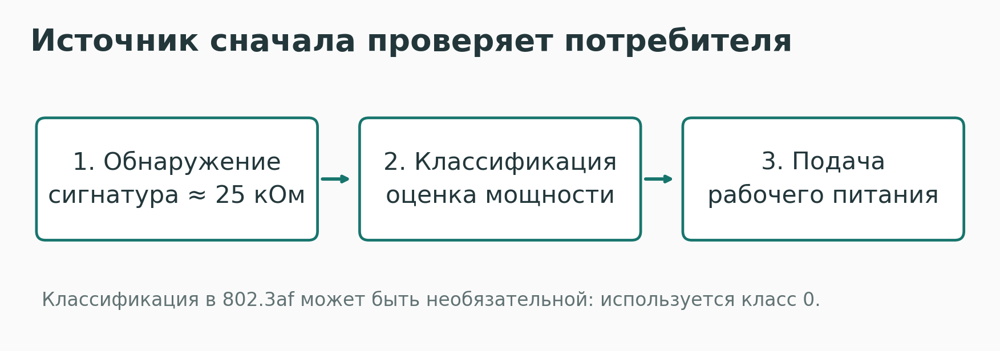 Источник сначала проверяет потребителя
1. Обнаружение
сигнатура ≈ 25 кОм
2. Классификация
оценка мощности
3. Подача
рабочего питания
Классификация в 802.3af может быть необязательной: используется класс 0.